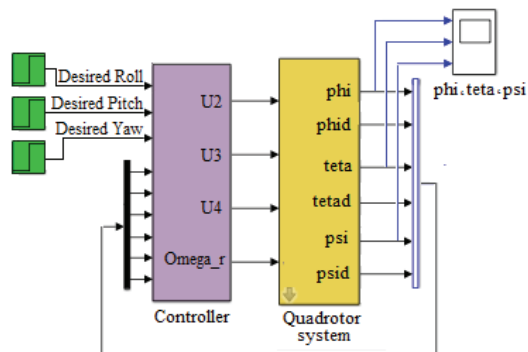 Desired Roll
Desired Pitch
Desired Yaw
U2
U3
U4
Omega_r
Controller
phi
phid
teta
tetad
psi
psid
Quadrotor
system
phi،teta،psi